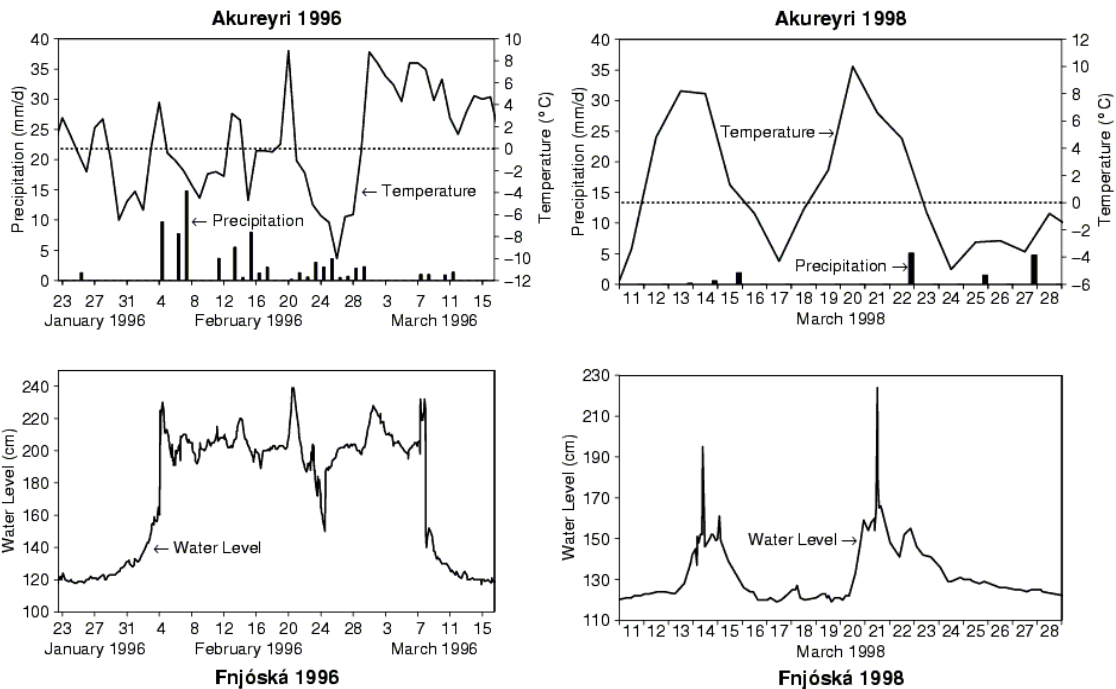 Akureyri 1996
Precipitation (mm/d)
40
35
30
25
20
15
10
5
0
10
8
6
4
2
0
−2
−4
−6
−8
−10
−12
Temperature (°C)
← Temperature
← Precipitation
23 27 31 4 8 12 16 20 24 28 3 7 11 15
January 1996 February 1996 March 1996
Akureyri 1998
Precipitation (mm/d)
40
35
30
25
20
15
10
5
0
12
10
8
6
4
2
0
−2
−4
−6
Temperature (°C)
Temperature →
Precipitation →
11 12 13 14 15 16 17 18 19 20 21 22 23 24 25 26 27 28
March 1998
Water Level (cm)
240
220
200
180
160
140
120
100
← Water Level
23 27 31 4 8 12 16 20 24 28 3 7 11 15
January 1996 February 1996 March 1996
Fnjóská 1996
Water Level (cm)
230
210
190
170
150
130
110
Water Level →
11 12 13 14 15 16 17 18 19 20 21 22 23 24 25 26 27 28
March 1998
Fnjóská 1998